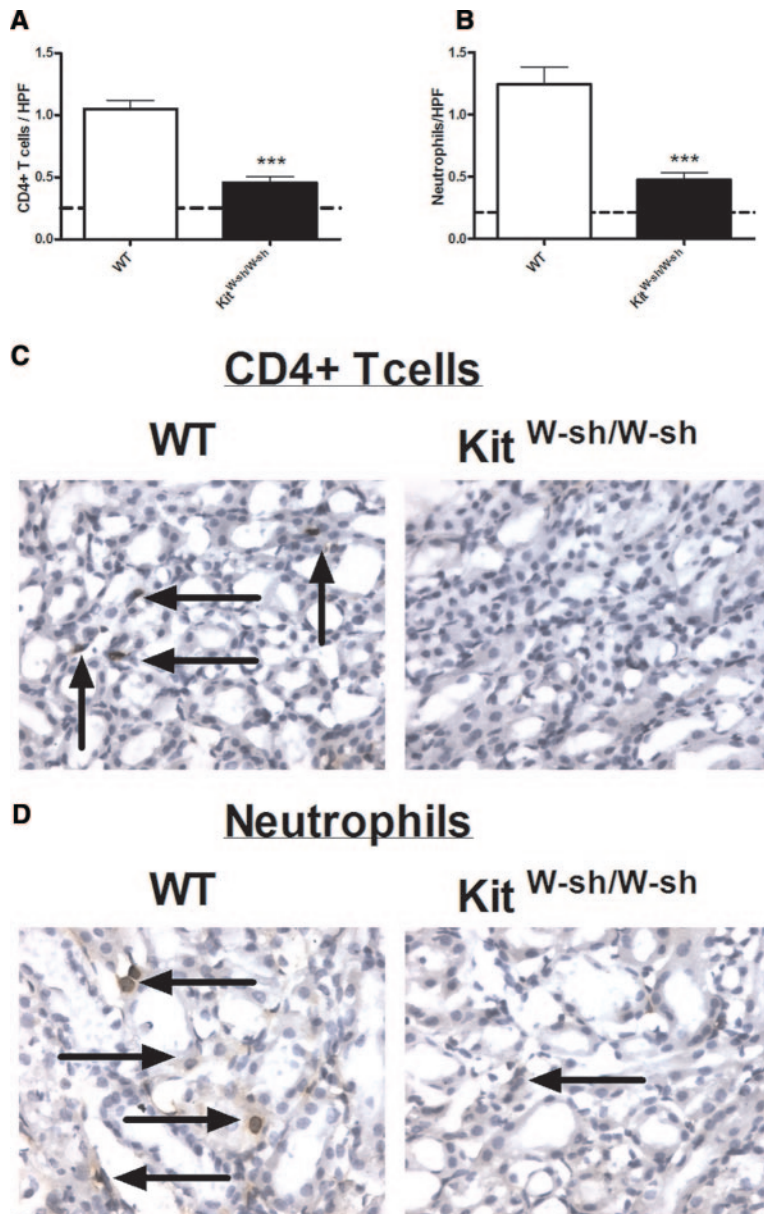 A
CD4+ T cells / HPF
1.5
1.0
0.5
0.0
***
WT
Kit W-sh/W-sh
B
Neutrophils/HPF
1.5
1.0
0.5
0.0
***
WT
Kit W-sh/W-sh
C
CD4+ Tcells
WT
Kit W-sh/W-sh
D
Neutrophils
WT
Kit W-sh/W-sh